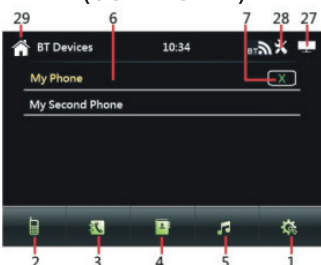 29 6 7 28 27
BT Devices 10:34 BT
My Phone X
My Second Phone
2 3 4 5 1